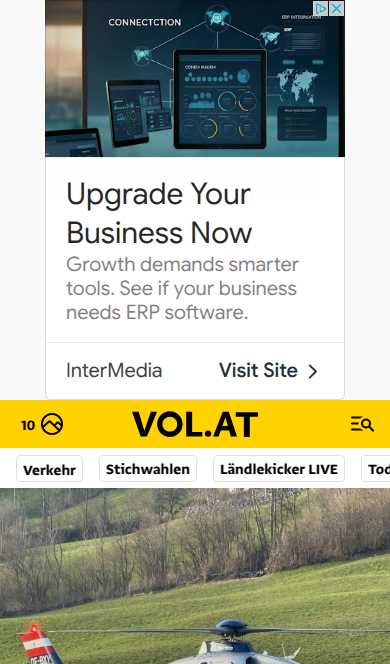 CONNECTCTION
ERP INTEGRATION
ERP
Upgrade Your
Business Now
Growth demands smarter
tools. See if your business
needs ERP software.
InterMedia
Visit Site
10
VOL.AT
Verkehr
Stichwahlen
Ländlekicker LIVE
Tod